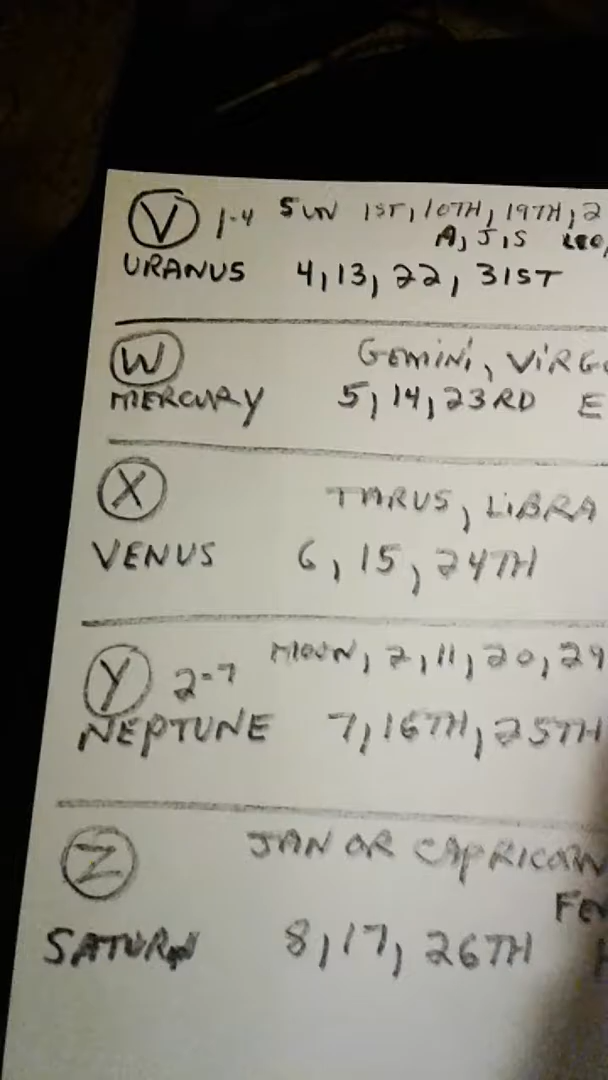 V 1-4 SUN 1ST, 10TH, 19TH, 2
A, J, S LEO,
URANUS 4, 13, 22, 31ST
W GEMINI, VIRGO
MERCURY 5, 14, 23RD E
X TARUS, LIBRA
VENUS 6, 15, 24TH
Y 2-7 MOON, 2, 11, 20, 29
NEPTUNE 7, 16TH, 25TH
Z JAN OR CAPRICORN
FE
SATURN 8, 17, 26TH